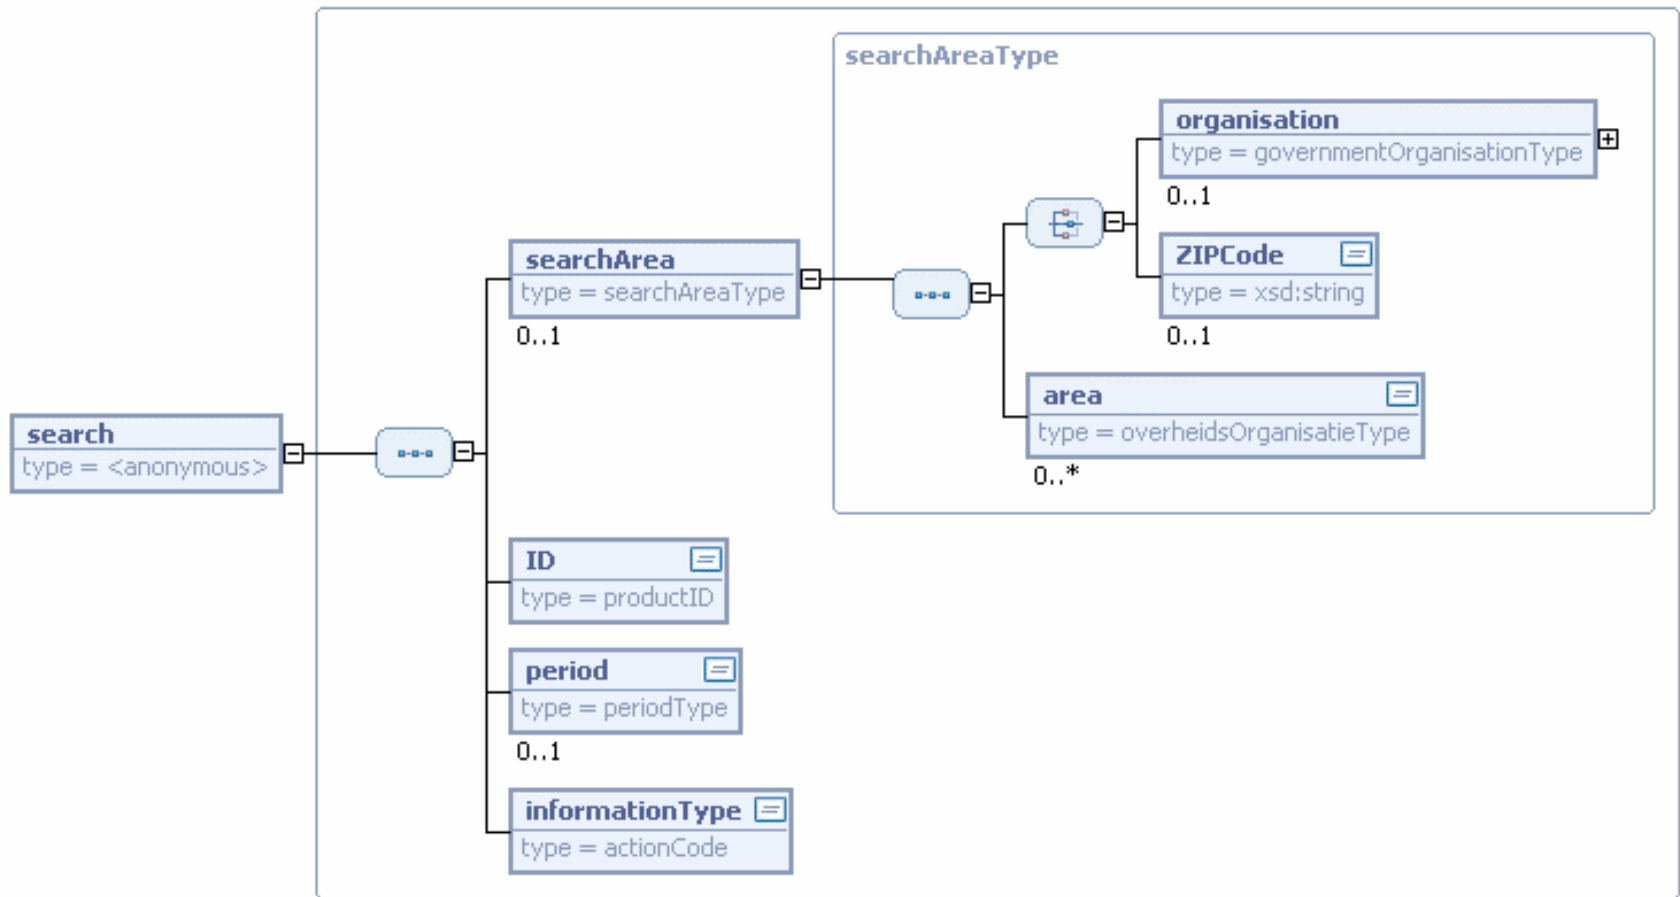 searchAreaType
organisation
type = governmentOrganisationType
0..1
ZIPCode
type = xsd:string
0..1
searchArea
type = searchAreaType
0..1
area
type = overheidsOrganisatieType
0..*
search
type = <anonymous>
ID
type = productID
period
type = periodType
0..1
informationType
type = actionCode